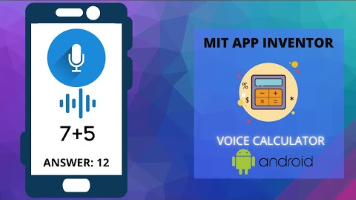 7+5
ANSWER: 12
MIT APP INVENTOR
% $ *
VOICE CALCULATOR
android